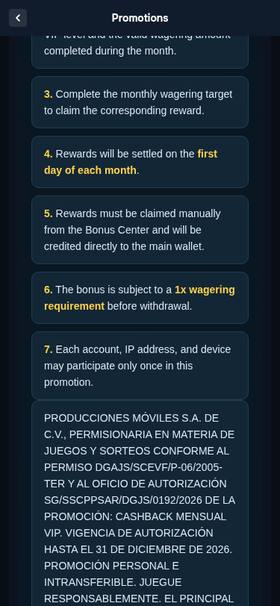 Promotions
VIP level and the valid wagering amount
completed during the month.
3. Complete the monthly wagering target
to claim the corresponding reward.
4. Rewards will be settled on the first
day of each month.
5. Rewards must be claimed manually
from the Bonus Center and will be
credited directly to the main wallet.
6. The bonus is subject to a 1x wagering
requirement before withdrawal.
7. Each account, IP address, and device
may participate only once in this
promotion.
PRODUCCIONES MÓVILES S.A. DE
C.V., PERMISIONARIA EN MATERIA DE
JUEGOS Y SORTEOS CONFORME AL
PERMISO DGAJS/SCEVF/P-06/2005-
TER Y AL OFICIO DE AUTORIZACIÓN
SG/SSCPPSAR/DGJS/0192/2026 DE LA
PROMOCIÓN: CASHBACK MENSUAL
VIP. VIGENCIA DE AUTORIZACIÓN
HASTA EL 31 DE DICIEMBRE DE 2026.
PROMOCIÓN PERSONAL E
INTRANSFERIBLE. JUEGUE
RESPONSABLEMENTE. EL PRINCIPAL